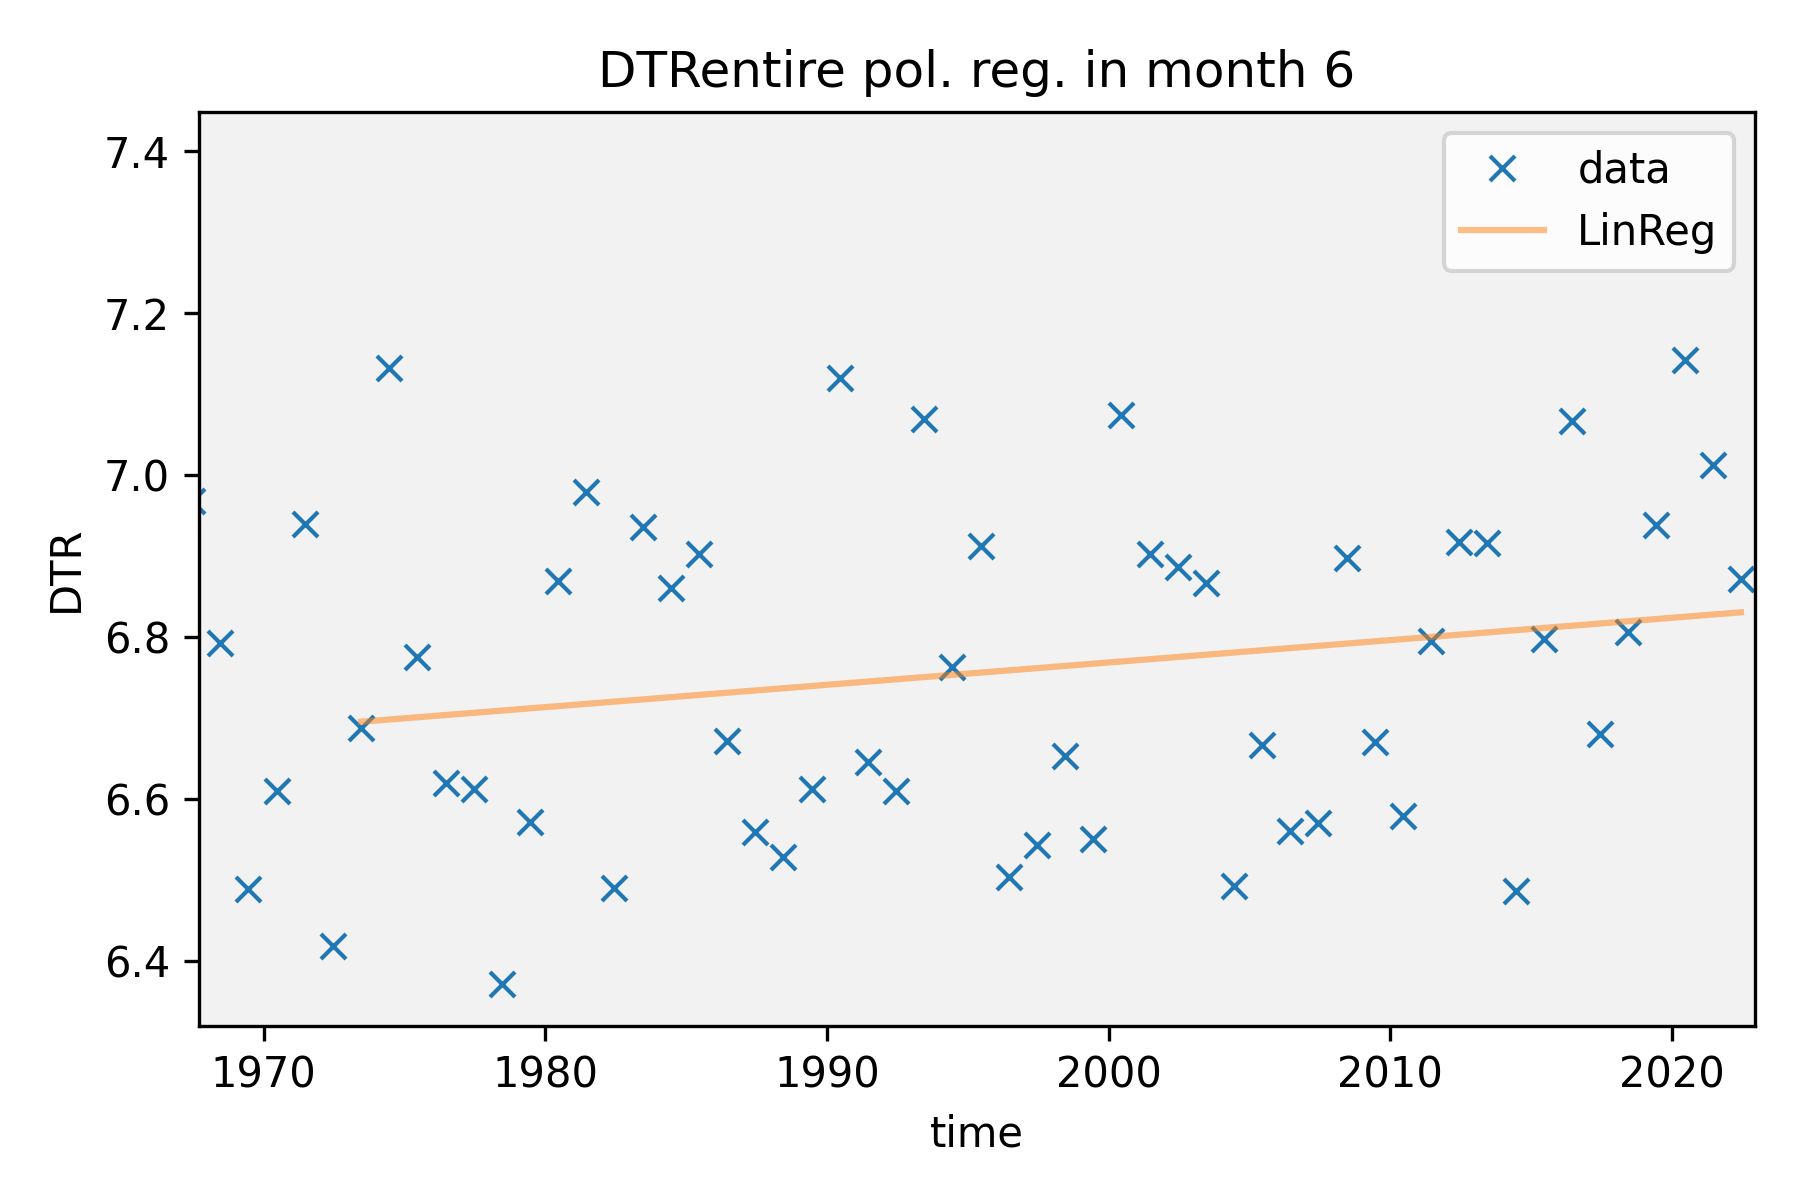 DTRentire pol. reg. in month 6
data
LinReg
7.4
7.2
7.0
6.8
6.6
6.4
DTR
1970 1980 1990 2000 2010 2020
time